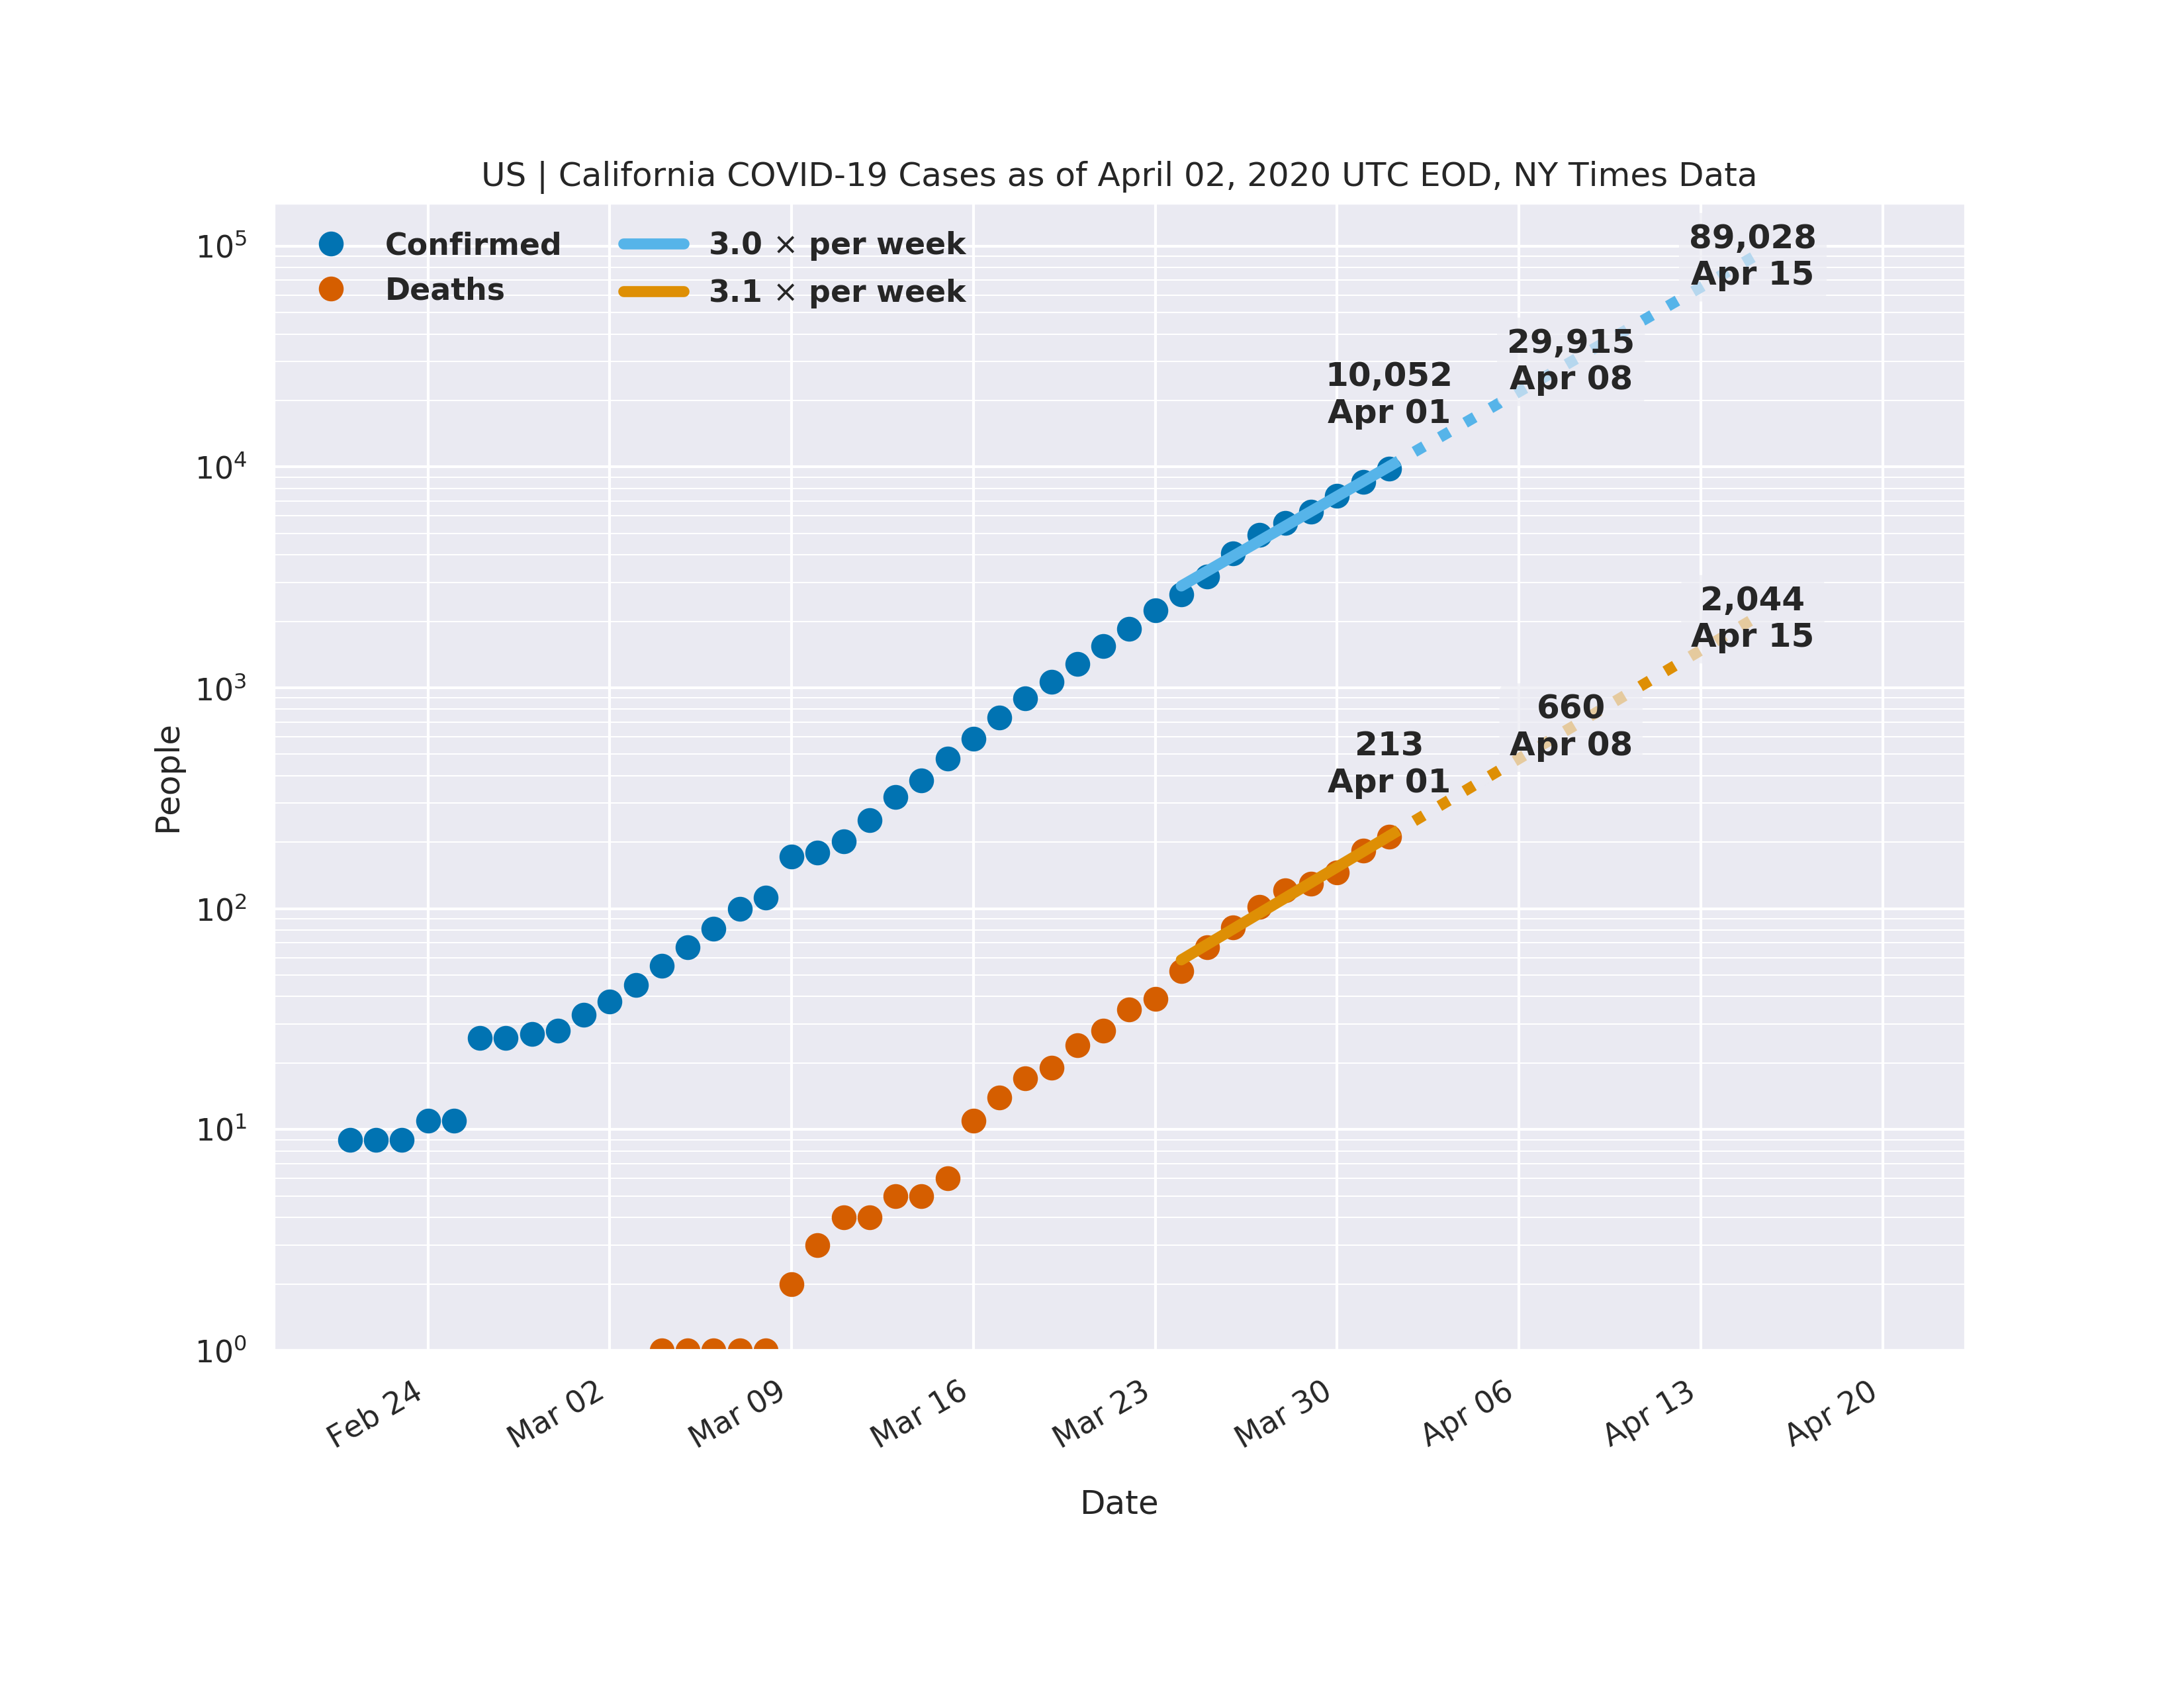 US | California COVID-19 Cases as of April 02, 2020 UTC EOD, NY Times Data
Confirmed
Deaths
3.0 × per week
3.1 × per week
89,028
Apr 15
29,915
Apr 08
10,052
Apr 01
2,044
Apr 15
660
Apr 08
213
Apr 01
People
10⁵
10⁴
10³
10²
10¹
10⁰
Feb 24
Mar 02
Mar 09
Mar 16
Mar 23
Mar 30
Apr 06
Apr 13
Apr 20
Date